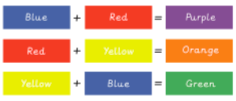 Blue + Red = Purple
Red + Yellow = Orange
Yellow + Blue = Green